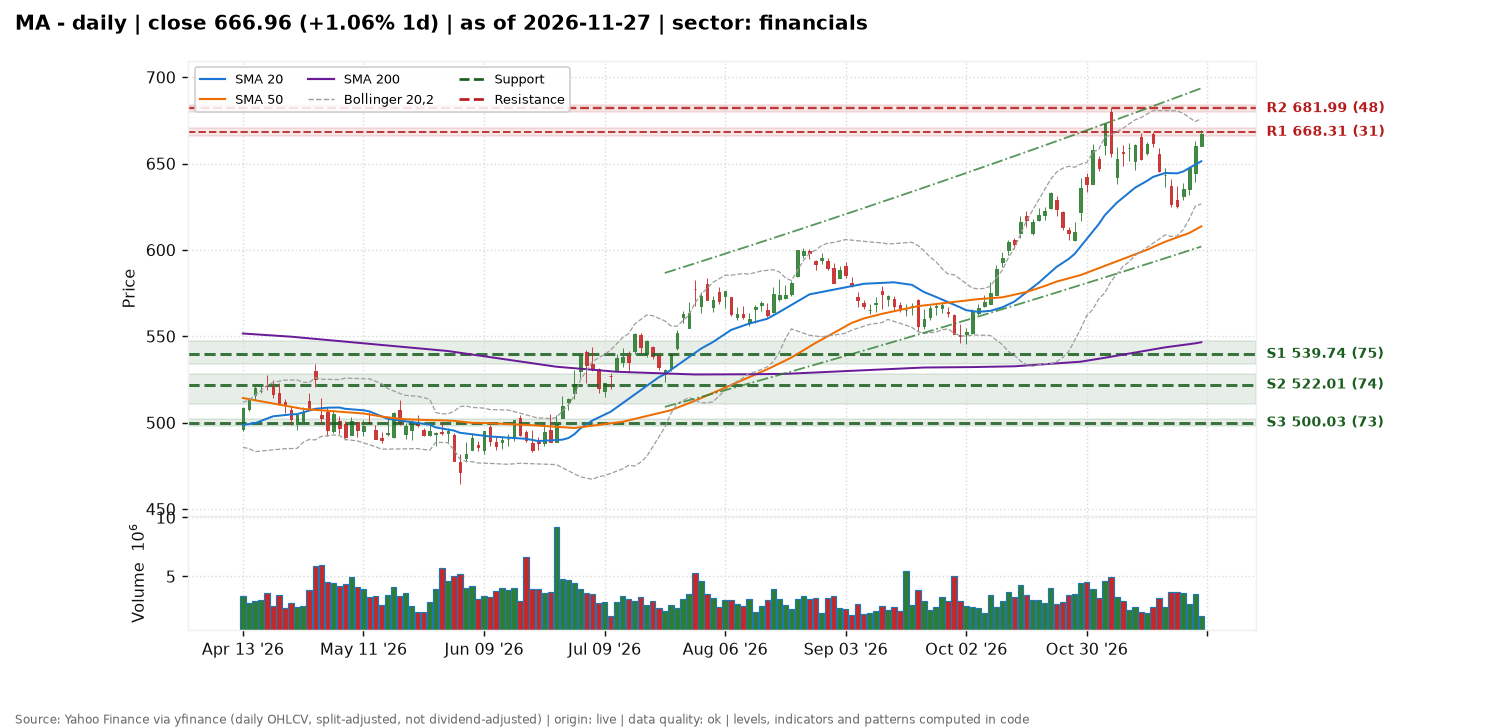 MA - daily | close 666.96 (+1.06% 1d) | as of 2026-11-27 | sector: financials
SMA 20
SMA 50
SMA 200
Bollinger 20,2
Support
Resistance
Price
700
650
600
550
500
450
R2 681.99 (48)
R1 668.31 (31)
S1 539.74 (75)
S2 522.01 (74)
S3 500.03 (73)
Volume 10⁶
10
5
Apr 13 '26
May 11 '26
Jun 09 '26
Jul 09 '26
Aug 06 '26
Sep 03 '26
Oct 02 '26
Oct 30 '26
Source: Yahoo Finance via yfinance (daily OHLCV, split-adjusted, not dividend-adjusted) | origin: live | data quality: ok | levels, indicators and patterns computed in code